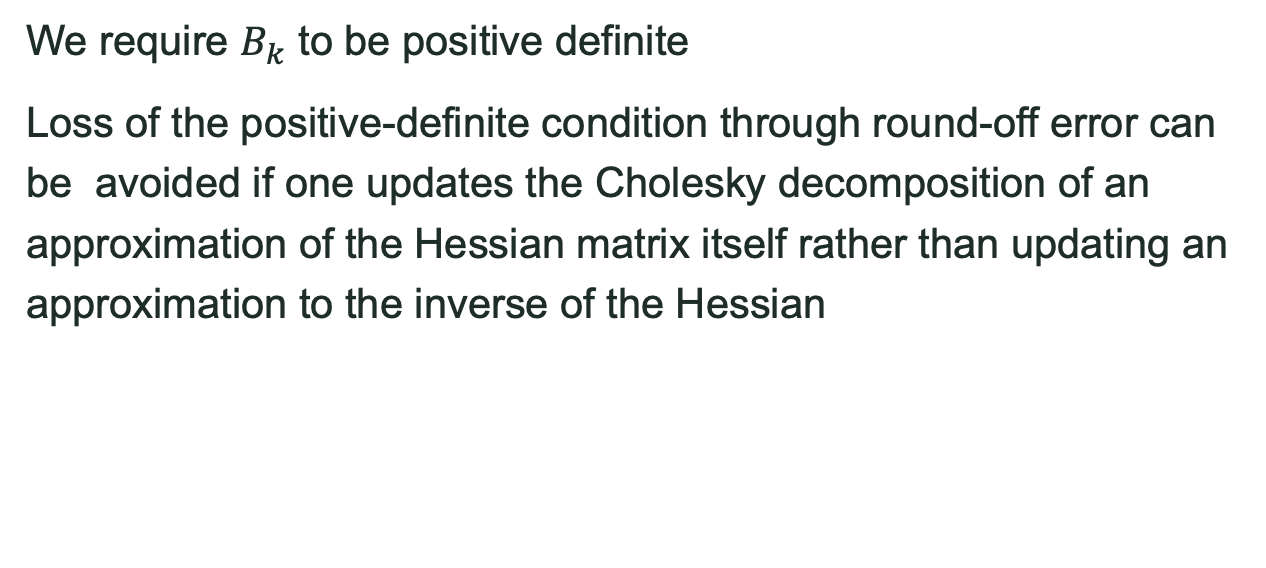 We require Bₖ to be positive definite
Loss of the positive-definite condition through round-off error can
be  avoided if one updates the Cholesky decomposition of an
approximation of the Hessian matrix itself rather than updating an
approximation to the inverse of the Hessian